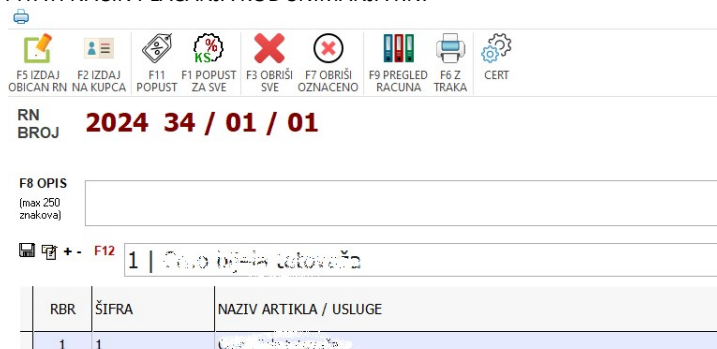 F5 IZDAJ OBICAN RN
F2 IZDAJ NA KUPCA
F11 POPUST
KS
%
F1 POPUST ZA SVE
F3 OBRIŠI SVE
F7 OBRIŠI OZNACENO
F9 PREGLED RACUNA
F6 Z TRAKA
CERT
RN BROJ
2024 34 / 01 / 01
F8 OPIS
(max 250
znakova)
+ - F12
1 |
RBR ŠIFRA NAZIV ARTIKLA / USLUGE
1 1